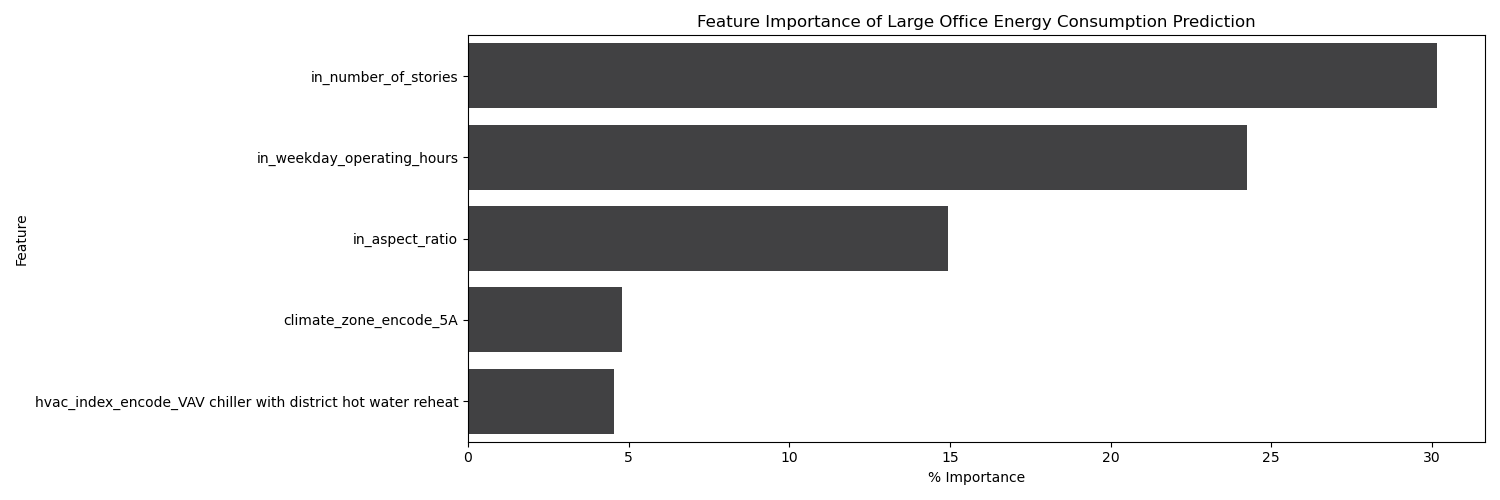 Feature Importance of Large Office Energy Consumption Prediction
Feature
in_number_of_stories
in_weekday_operating_hours
in_aspect_ratio
climate_zone_encode_5A
hvac_index_encode_VAV chiller with district hot water reheat
0 5 10 15 20 25 30
% Importance